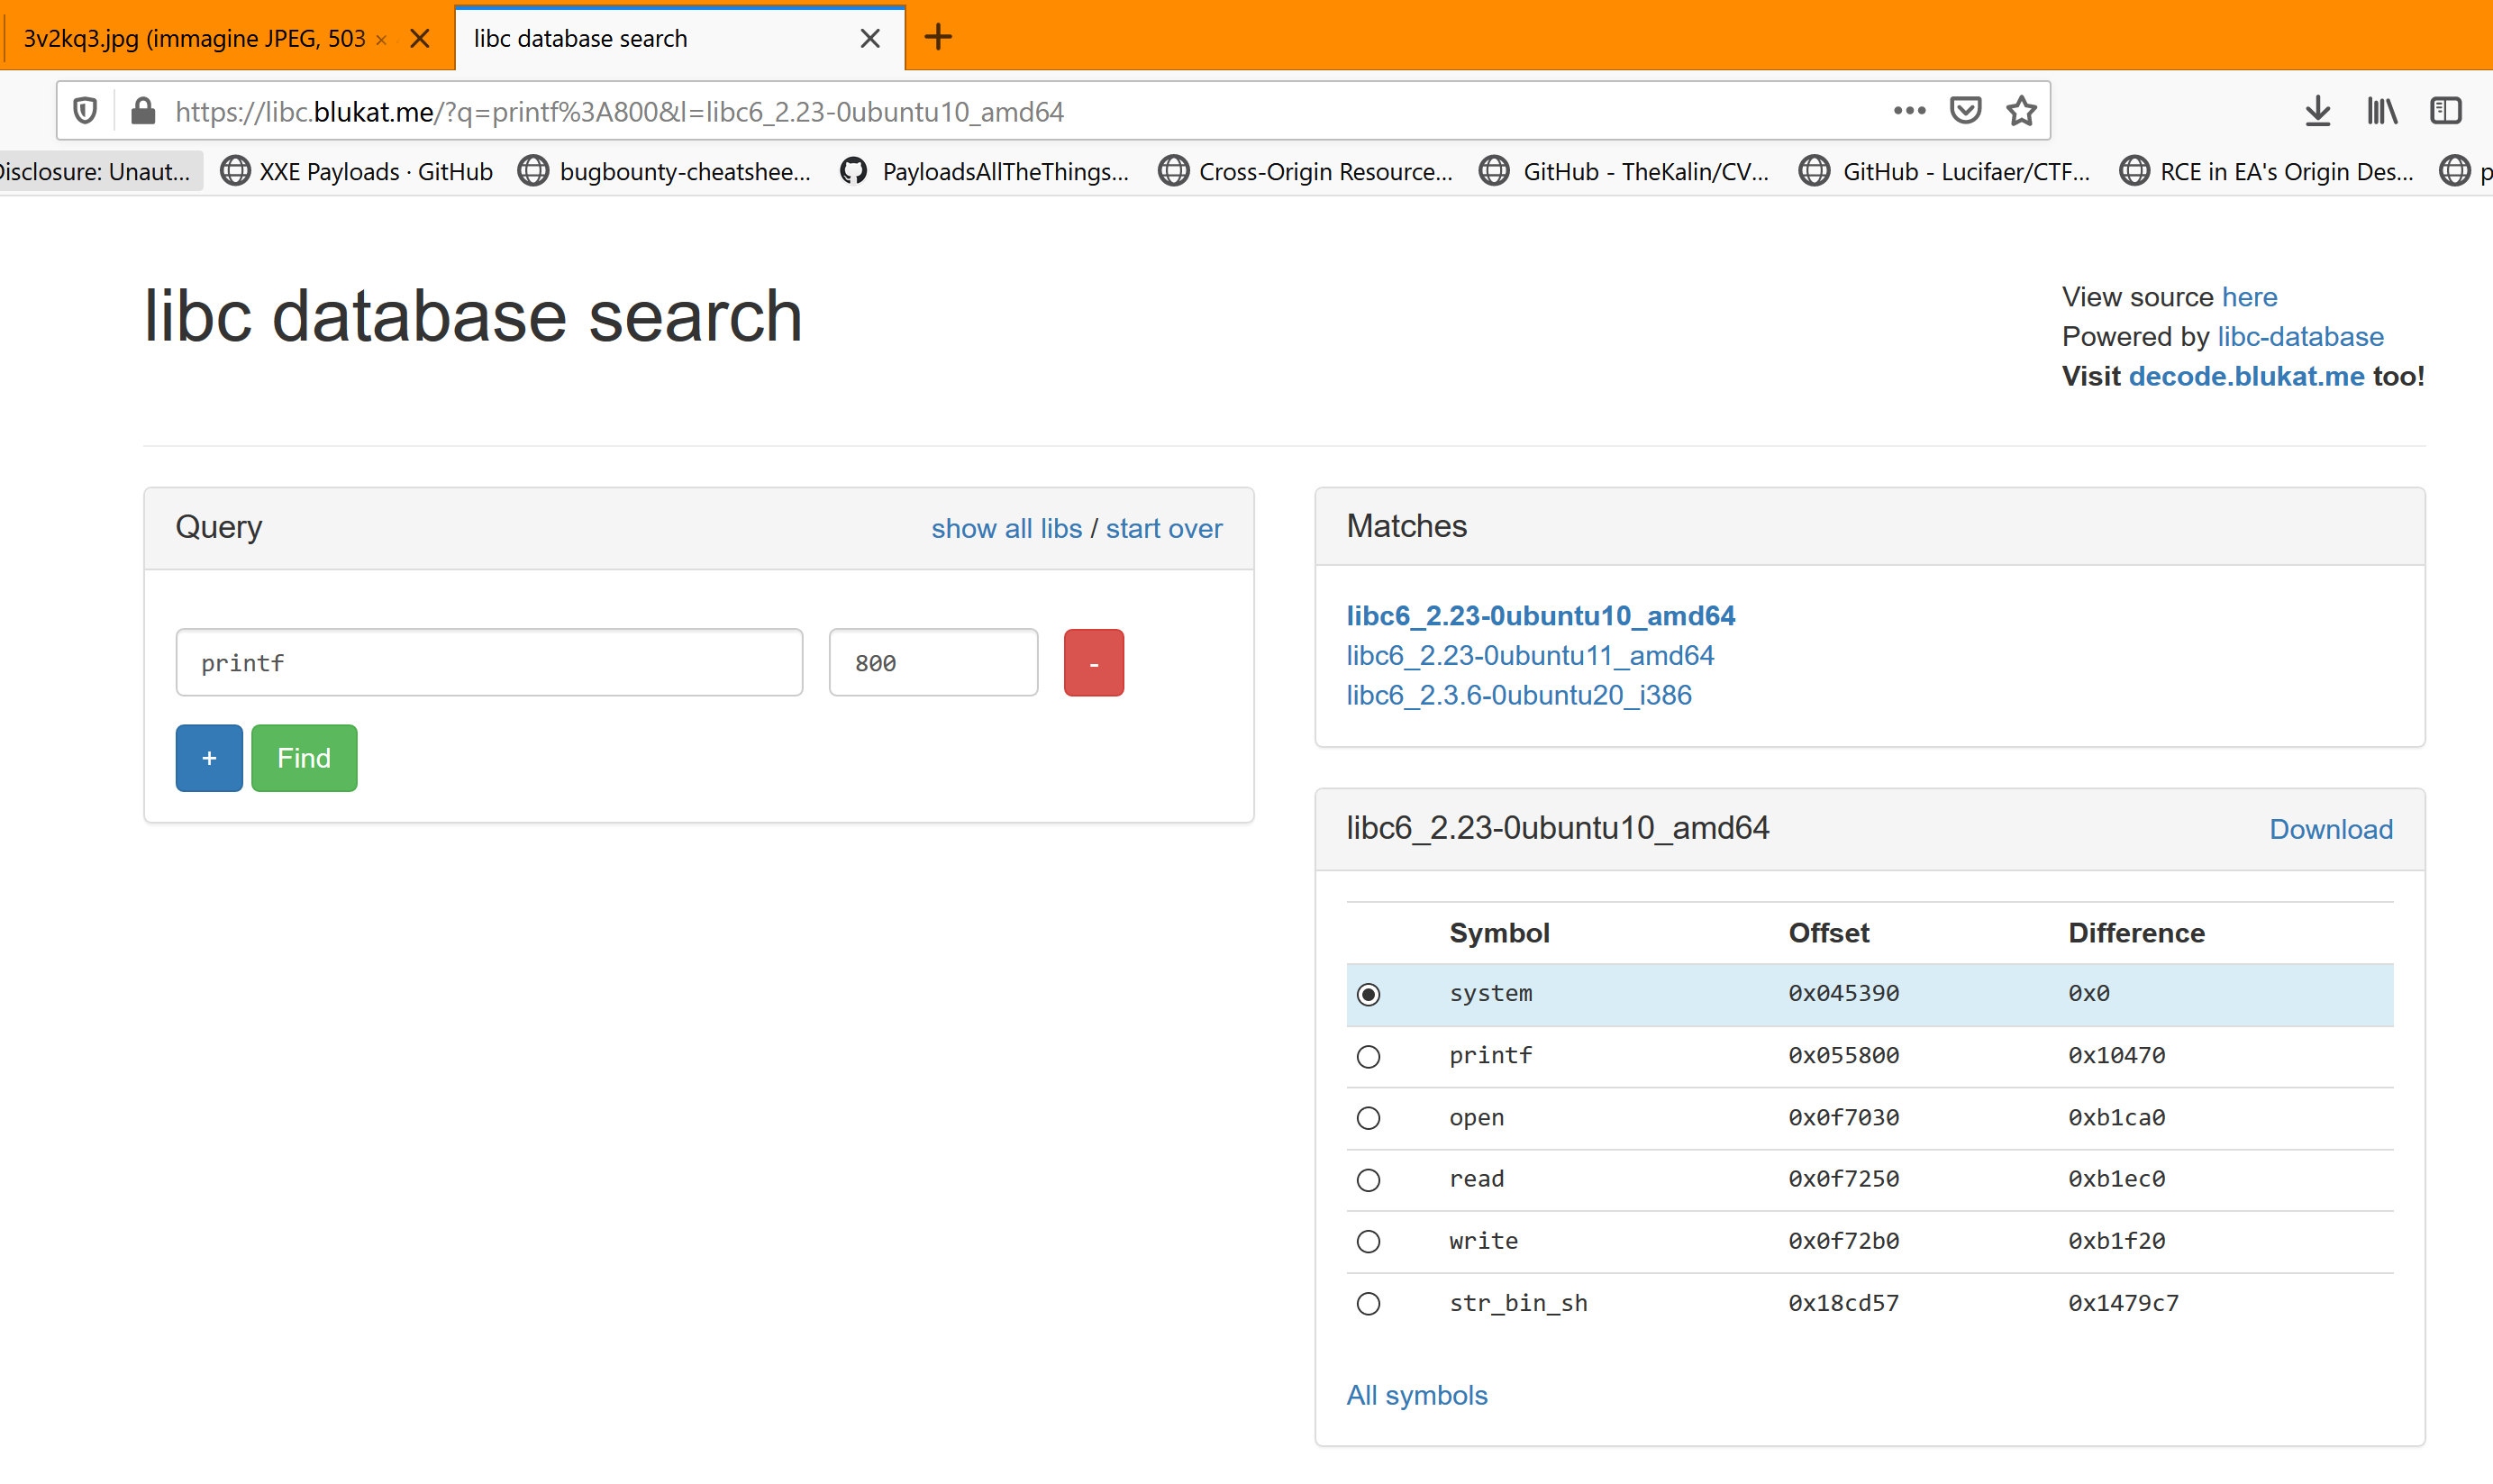 3v2kq3.jpg (immagine JPEG, 503 ×
libc database search
https://libc.blukat.me/?q=printf%3A800&l=libc6_2.23-0ubuntu10_amd64
Disclosure: Unaut...
XXE Payloads · GitHub
bugbounty-cheatshee...
PayloadsAllTheThings...
Cross-Origin Resource...
GitHub - TheKalin/CV...
GitHub - Lucifaer/CTF...
RCE in EA's Origin Des...
p
libc database search
View source here
Powered by libc-database
Visit decode.blukat.me too!
Query
show all libs / start over
printf
800
-
+
Find
Matches
libc6_2.23-0ubuntu10_amd64
libc6_2.23-0ubuntu11_amd64
libc6_2.3.6-0ubuntu20_i386
libc6_2.23-0ubuntu10_amd64 Download
Symbol Offset Difference
system 0x045390 0x0
printf 0x055800 0x10470
open 0x0f7030 0xb1ca0
read 0x0f7250 0xb1ec0
write 0x0f72b0 0xb1f20
str_bin_sh 0x18cd57 0x1479c7
All symbols